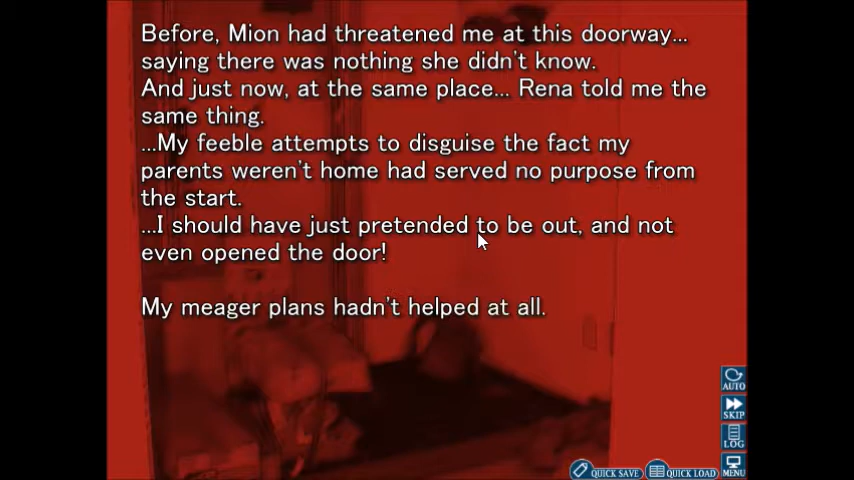 Before, Mion had threatened me at this doorway...
saying there was nothing she didn't know.
And just now, at the same place... Rena told me the
same thing.
...My feeble attempts to disguise the fact my
parents weren't home had served no purpose from
the start.
...I should have just pretended to be out, and not
even opened the door!
My meager plans hadn't helped at all.
AUTO
SKIP
LOG
MENU
QUICK SAVE
QUICK LOAD